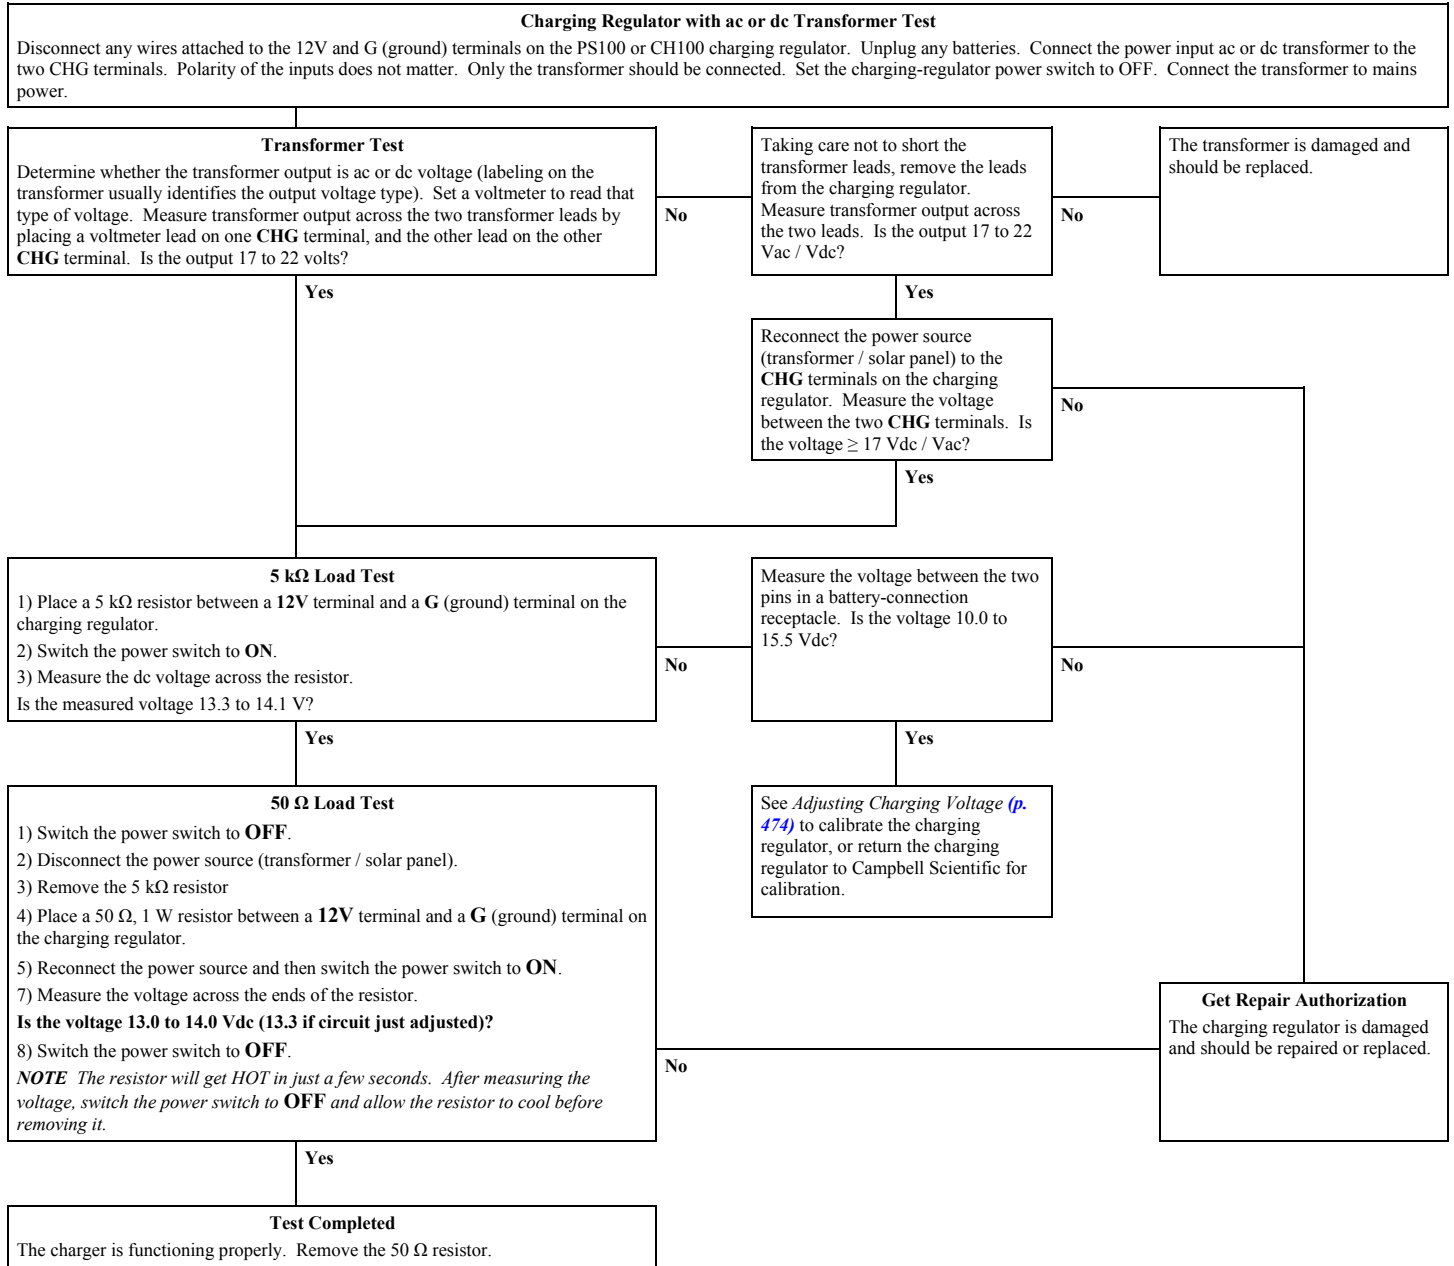 Charging Regulator with ac or dc Transformer Test
Disconnect any wires attached to the 12V and G (ground) terminals on the PS100 or CH100 charging regulator.  Unplug any batteries.  Connect the power input ac or dc transformer to the
two CHG terminals.  Polarity of the inputs does not matter.  Only the transformer should be connected.  Set the charging-regulator power switch to OFF.  Connect the transformer to mains
power.
Transformer Test
Determine whether the transformer output is ac or dc voltage (labeling on the
transformer usually identifies the output voltage type).  Set a voltmeter to read that
type of voltage.  Measure transformer output across the two transformer leads by
placing a voltmeter lead on one CHG terminal, and the other lead on the other
CHG terminal.  Is the output 17 to 22 volts?
No
Taking care not to short the
transformer leads, remove the leads
from the charging regulator.
Measure transformer output across
the two leads.  Is the output 17 to 22
Vac / Vdc?
No
The transformer is damaged and
should be replaced.
Yes
Yes
Reconnect the power source
(transformer / solar panel) to the
CHG terminals on the charging
regulator.  Measure the voltage
between the two CHG terminals.  Is
the voltage ≥ 17 Vdc / Vac?
No
Yes
5 kΩ Load Test
1) Place a 5 kΩ resistor between a 12V terminal and a G (ground) terminal on the
charging regulator.
2) Switch the power switch to ON.
3) Measure the dc voltage across the resistor.
Is the measured voltage 13.3 to 14.1 V?
No
Measure the voltage between the two
pins in a battery-connection
receptacle.  Is the voltage 10.0 to
15.5 Vdc?
No
Yes
Yes
50 Ω Load Test
1) Switch the power switch to OFF.
2) Disconnect the power source (transformer / solar panel).
3) Remove the 5 kΩ resistor
4) Place a 50 Ω, 1 W resistor between a 12V terminal and a G (ground) terminal on
the charging regulator.
5) Reconnect the power source and then switch the power switch to ON.
7) Measure the voltage across the ends of the resistor.
Is the voltage 13.0 to 14.0 Vdc (13.3 if circuit just adjusted)?
8) Switch the power switch to OFF.
NOTE  The resistor will get HOT in just a few seconds.  After measuring the
voltage, switch the power switch to OFF and allow the resistor to cool before
removing it.
See Adjusting Charging Voltage (p.
474) to calibrate the charging
regulator, or return the charging
regulator to Campbell Scientific for
calibration.
No
Get Repair Authorization
The charging regulator is damaged
and should be repaired or replaced.
Yes
Test Completed
The charger is functioning properly.  Remove the 50 Ω resistor.